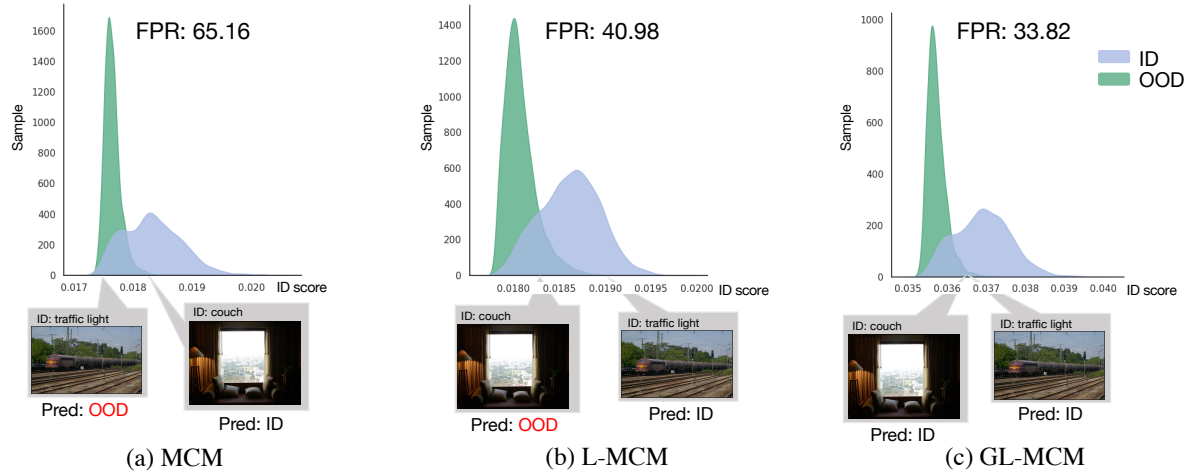 FPR: 65.16
Sample
1600
1400
1200
1000
800
600
400
200
0
0.017 0.018 0.019 0.020
ID score
ID: traffic light
Pred: OOD
ID: couch
Pred: ID
(a) MCM
FPR: 40.98
Sample
1400
1200
1000
800
600
400
200
0
0.0180 0.0185 0.0190 0.0195 0.0200
ID score
ID: couch
Pred: OOD
ID: traffic light
Pred: ID
(b) L-MCM
FPR: 33.82
ID
OOD
Sample
1000
800
600
400
200
0
0.035 0.036 0.037 0.038 0.039 0.040
ID score
ID: couch
Pred: ID
ID: traffic light
Pred: ID
(c) GL-MCM